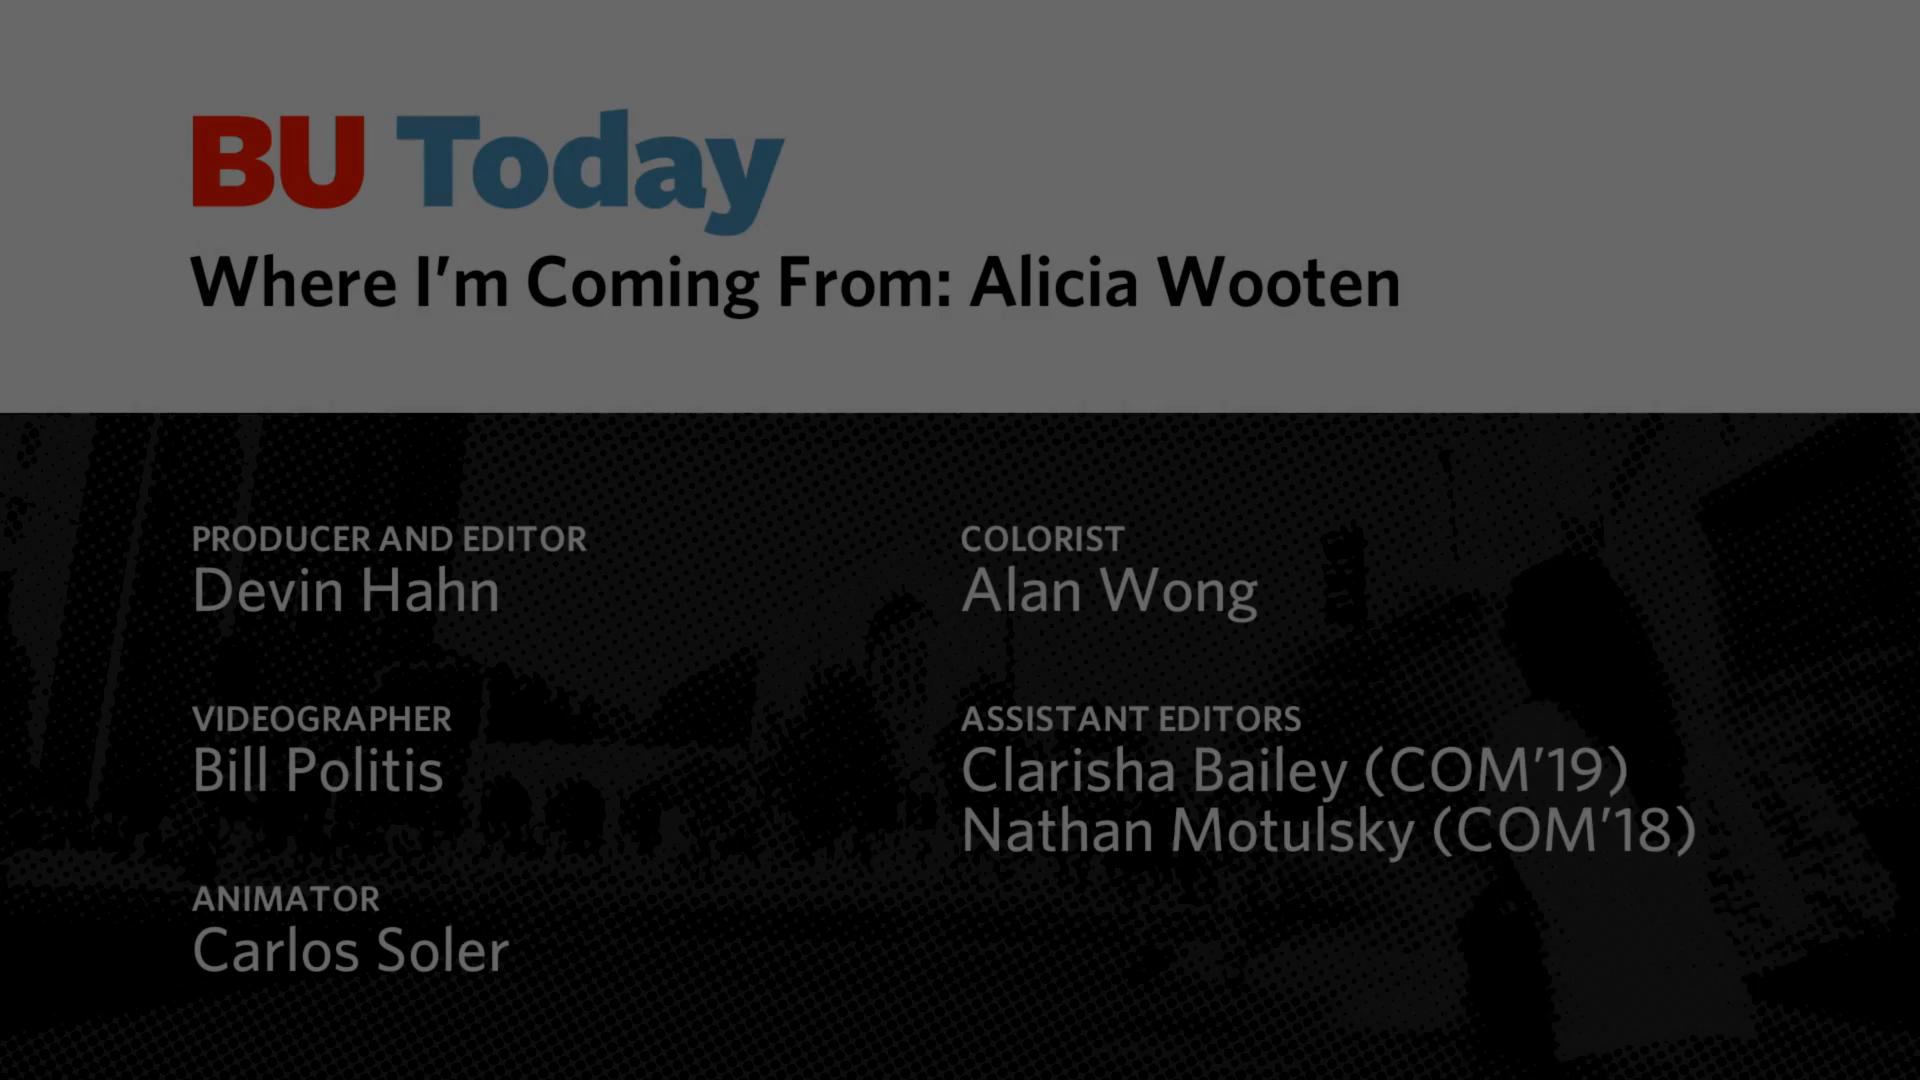 BU Today
Where I’m Coming From: Alicia Wooten
PRODUCER AND EDITOR
Devin Hahn
VIDEOGRAPHER
Bill Politis
ANIMATOR
Carlos Soler
COLORIST
Alan Wong
ASSISTANT EDITORS
Clarisha Bailey (COM’19)
Nathan Motulsky (COM’18)